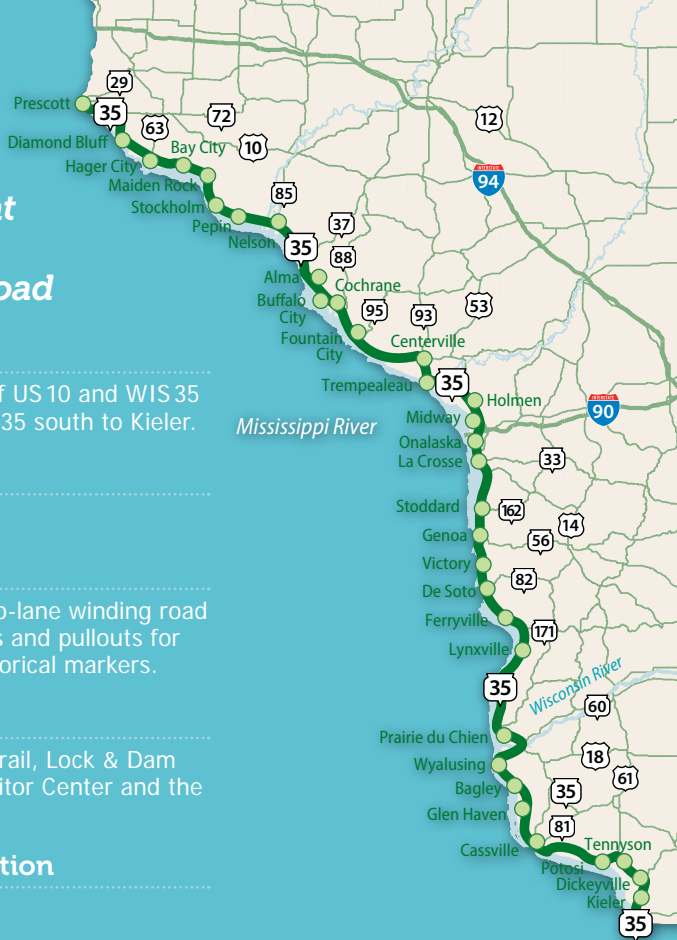 at
oad
f US 10 and WIS 35
35 south to Kieler.
o-lane winding road
s and pullouts for
orical markers.
rail, Lock & Dam
itor Center and the
tion
29
Prescott
35
63
72
12
Diamond Bluff
Bay City
10
Hager City
Maiden Rock
INTERSTATE
94
Stockholm
85
Pepin
37
Nelson
35
88
Alma
Cochrane
Buffalo
City
95
93
53
Fountain
City
Centerville
Trempealeau
35
Holmen
INTERSTATE
90
Midway
Mississippi River
Onalaska
La Crosse
33
Stoddard
162
14
Genoa
56
Victory
82
De Soto
Ferryville
171
Lynxville
35
Wisconsin River
60
Prairie du Chien
18
Wyalusing
61
Bagley
35
Glen Haven
81
Cassville
Tennyson
Potosi
Dickeyville
Kieler
35